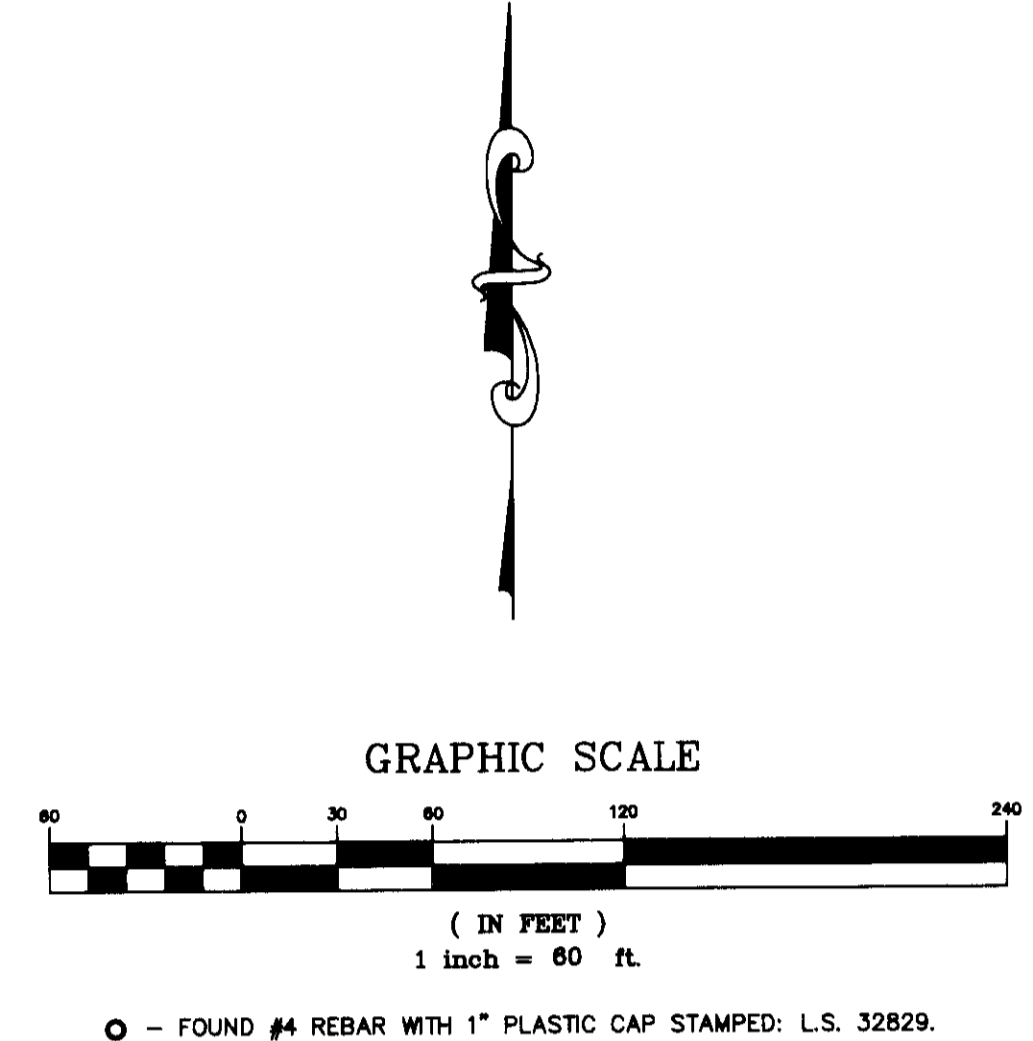 GRAPHIC SCALE
60 0 30 60 120 240
( IN FEET )
1 inch = 60 ft.
O – FOUND #4 REBAR WITH 1" PLASTIC CAP STAMPED: L.S. 32829.